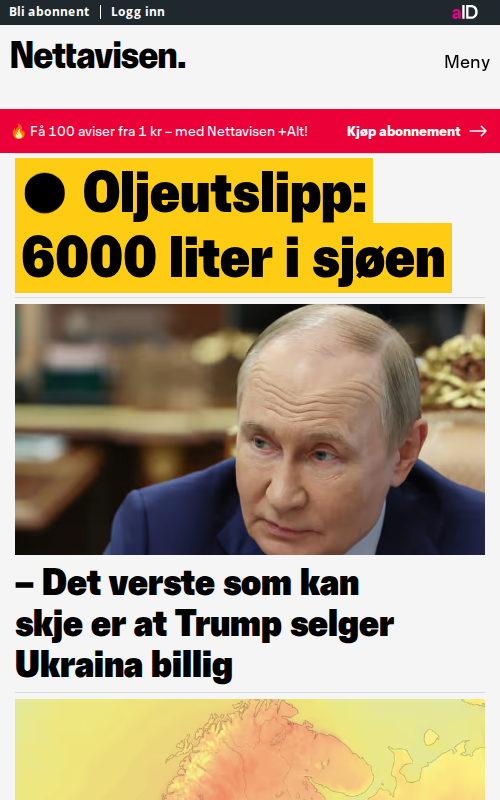 Bli abonnent | Logg inn
aID
Nettavisen.
Meny
🔥 Få 100 aviser fra 1 kr – med Nettavisen +Alt!
Kjøp abonnement →
● Oljeutslipp:
6000 liter i sjøen
– Det verste som kan
skje er at Trump selger
Ukraina billig